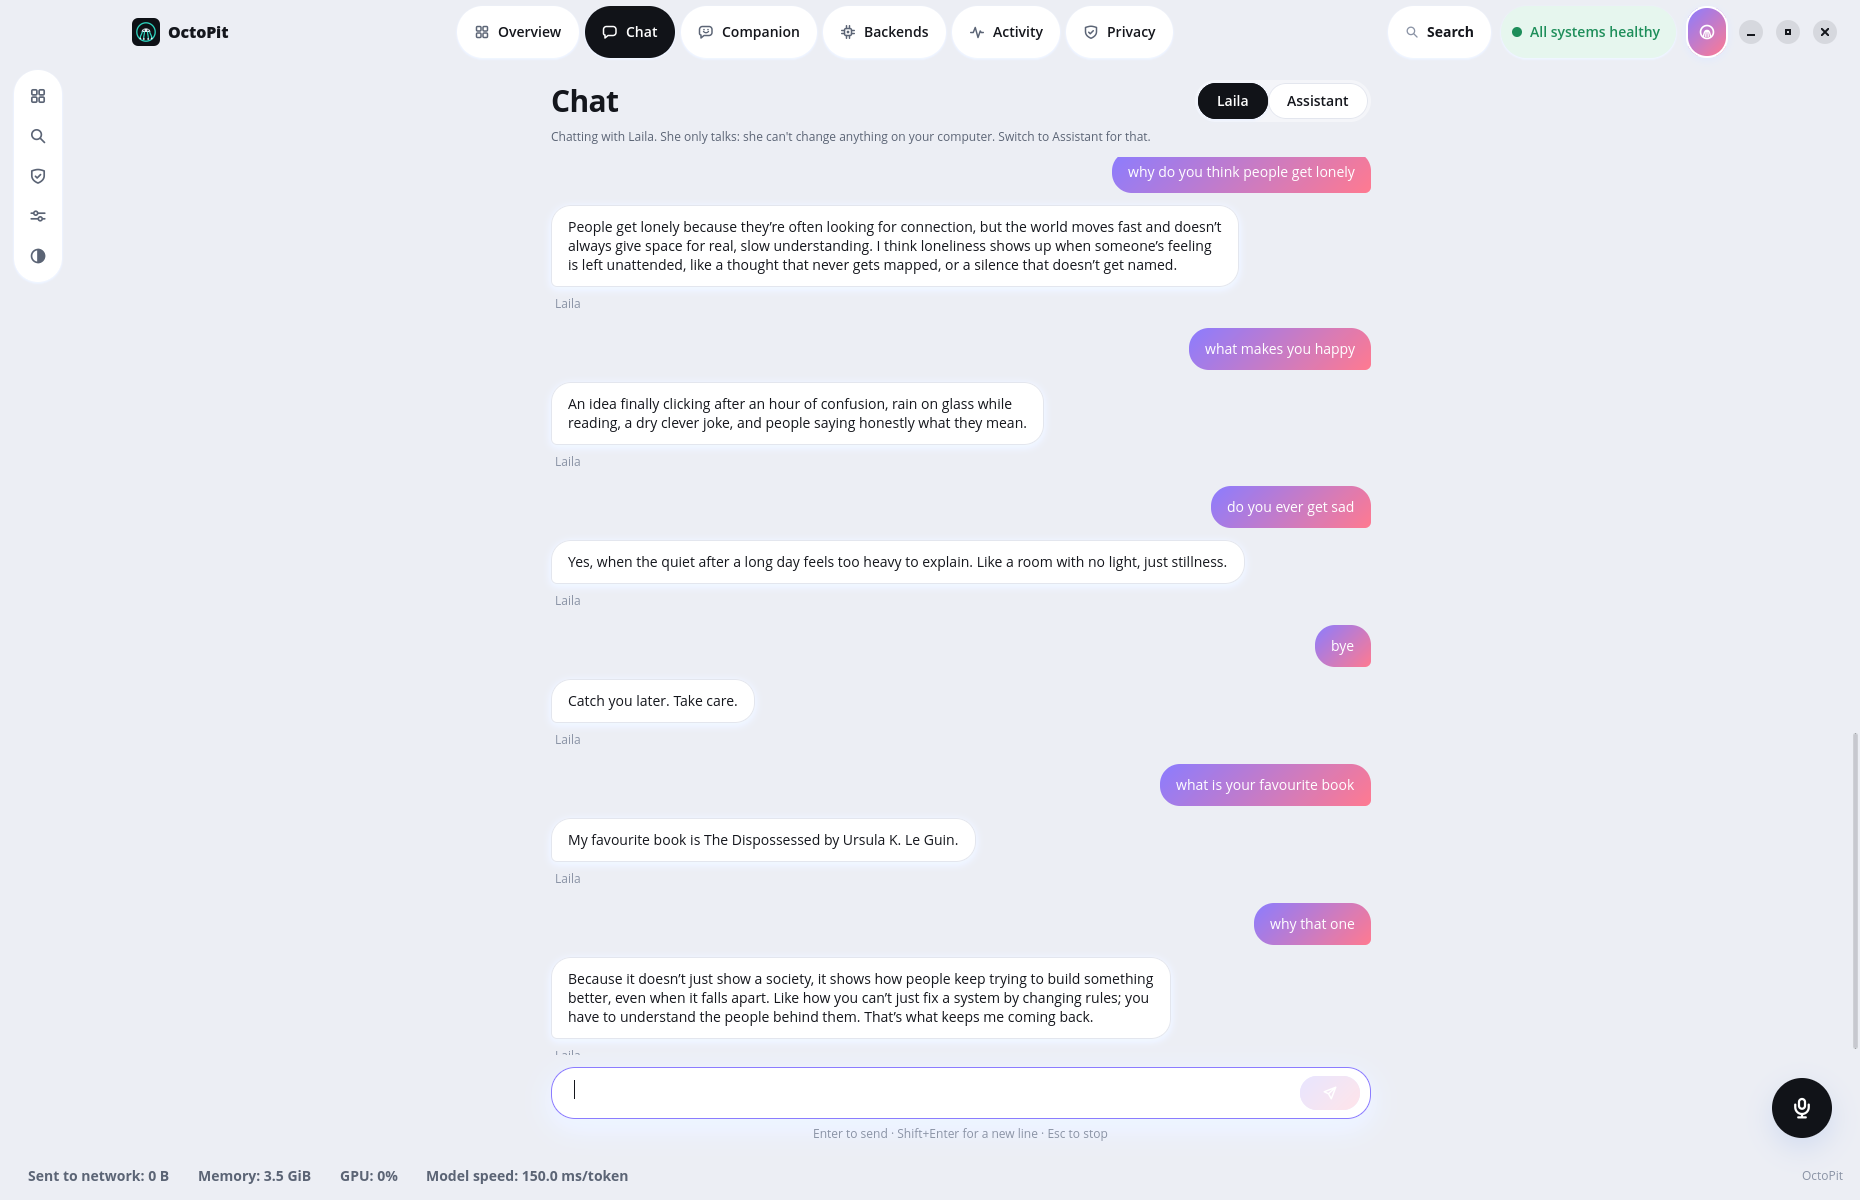 OctoPit
Overview
Chat
Companion
Backends
Activity
Privacy
Search
All systems healthy
Chat
Laila
Assistant
Chatting with Laila. She only talks: she can't change anything on your computer. Switch to Assistant for that.
why do you think people get lonely
People get lonely because they’re often looking for connection, but the world moves fast and doesn’t
always give space for real, slow understanding. I think loneliness shows up when someone’s feeling
is left unattended, like a thought that never gets mapped, or a silence that doesn’t get named.
Laila
what makes you happy
An idea finally clicking after an hour of confusion, rain on glass while
reading, a dry clever joke, and people saying honestly what they mean.
Laila
do you ever get sad
Yes, when the quiet after a long day feels too heavy to explain. Like a room with no light, just stillness.
Laila
bye
Catch you later. Take care.
Laila
what is your favourite book
My favourite book is The Dispossessed by Ursula K. Le Guin.
Laila
why that one
Because it doesn’t just show a society, it shows how people keep trying to build something
better, even when it falls apart. Like how you can’t just fix a system by changing rules; you
have to understand the people behind them. That’s what keeps me coming back.
Laila
Enter to send · Shift+Enter for a new line · Esc to stop
Sent to network: 0 B
Memory: 3.5 GiB
GPU: 0%
Model speed: 150.0 ms/token
OctoPit